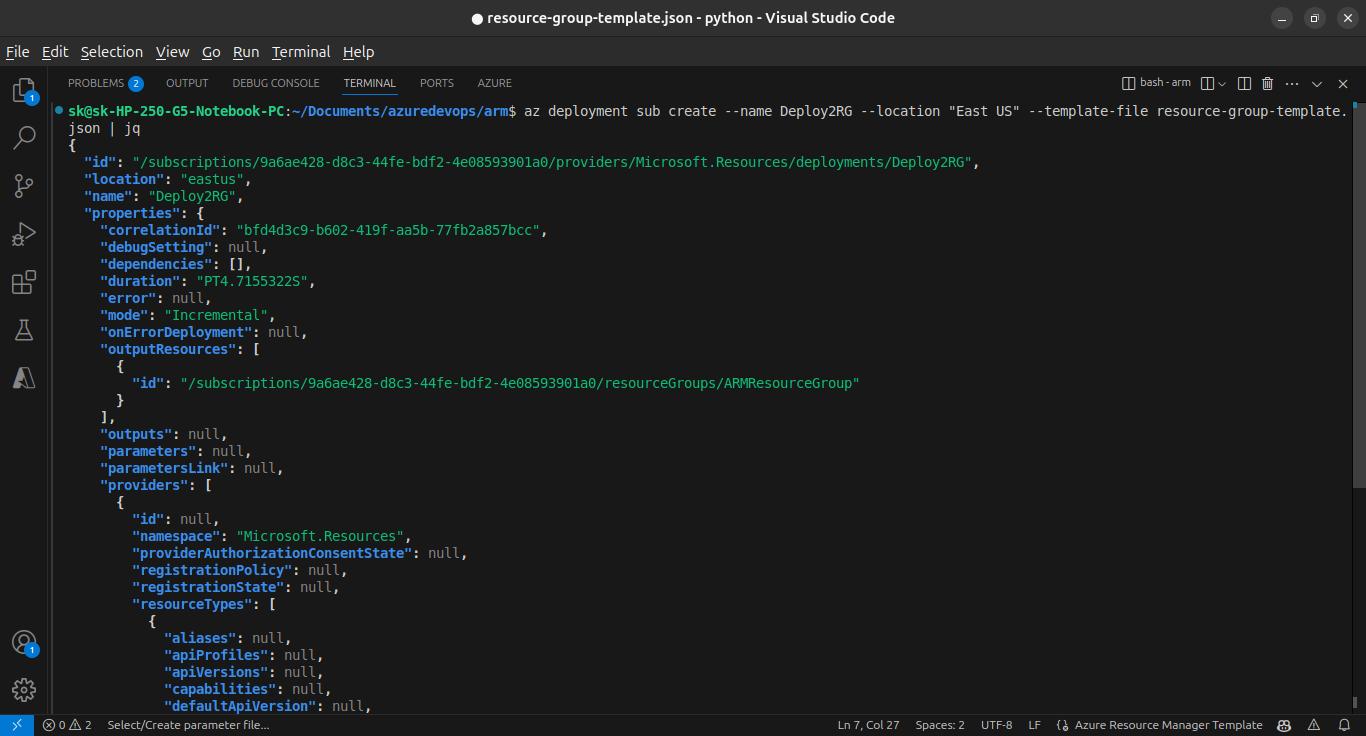 ● resource-group-template.json - python - Visual Studio Code
File Edit Selection View Go Run Terminal Help
PROBLEMS 2 OUTPUT DEBUG CONSOLE TERMINAL PORTS AZURE bash - arm
1
sk@sk-HP-250-G5-Notebook-PC:~/Documents/azuredevops/arm$ az deployment sub create --name Deploy2RG --location "East US" --template-file resource-group-template.
json | jq
{
  "id": "/subscriptions/9a6ae428-d8c3-44fe-bdf2-4e08593901a0/providers/Microsoft.Resources/deployments/Deploy2RG",
  "location": "eastus",
  "name": "Deploy2RG",
  "properties": {
    "correlationId": "bfd4d3c9-b602-419f-aa5b-77fb2a857bcc",
    "debugSetting": null,
    "dependencies": [],
    "duration": "PT4.7155322S",
    "error": null,
    "mode": "Incremental",
    "onErrorDeployment": null,
    "outputResources": [
      {
        "id": "/subscriptions/9a6ae428-d8c3-44fe-bdf2-4e08593901a0/resourceGroups/ARMResourceGroup"
      }
    ],
    "outputs": null,
    "parameters": null,
    "parametersLink": null,
    "providers": [
      {
        "id": null,
        "namespace": "Microsoft.Resources",
        "providerAuthorizationConsentState": null,
        "registrationPolicy": null,
        "registrationState": null,
        "resourceTypes": [
          {
            "aliases": null,
            "apiProfiles": null,
            "apiVersions": null,
            "capabilities": null,
            "defaultApiVersion": null,
1
0 2 Select/Create parameter file... Ln 7, Col 27 Spaces: 2 UTF-8 LF Azure Resource Manager Template